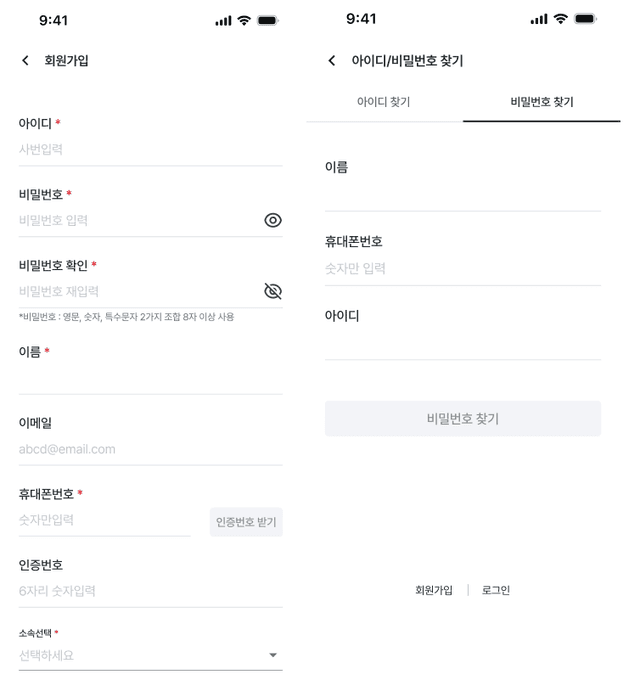 9:41
회원가입
아이디 *
사번입력
비밀번호 *
비밀번호 입력
비밀번호 확인 *
비밀번호 재입력
*비밀번호 : 영문, 숫자, 특수문자 2가지 조합 8자 이상 사용
이름 *
이메일
abcd@email.com
휴대폰번호 *
숫자만입력
인증번호 받기
인증번호
6자리 숫자입력
소속선택 *
선택하세요
9:41
아이디/비밀번호 찾기
아이디 찾기
비밀번호 찾기
이름
휴대폰번호
숫자만 입력
아이디
비밀번호 찾기
회원가입 | 로그인